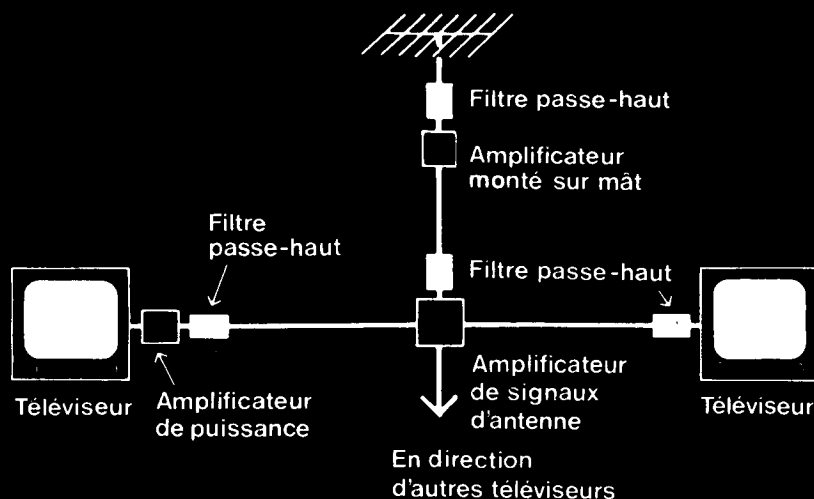 Filtre passe-haut
Amplificateur
monté sur mât
Filtre
passe-haut
Filtre passe-haut
Téléviseur
Amplificateur
de puissance
Amplificateur
de signaux
d'antenne
Téléviseur
En direction
d'autres téléviseurs